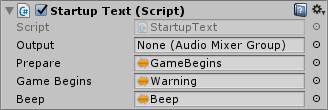 Startup Text (Script)
Script StartupText
Output None (Audio Mixer Group)
Prepare GameBegins
Game Begins Warning
Beep Beep